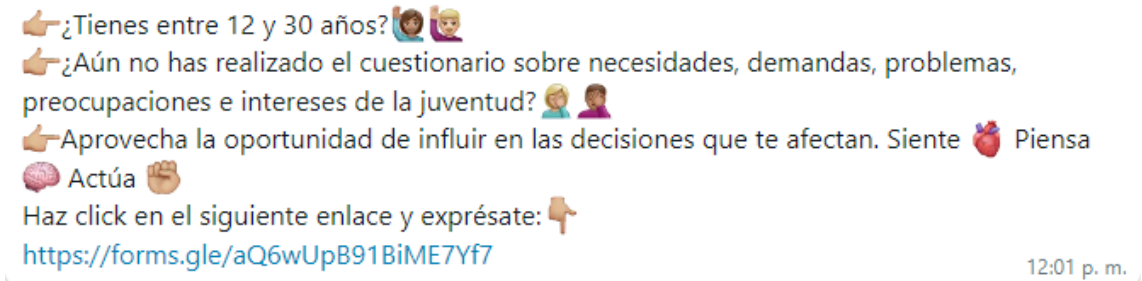 👉🏼¿Tienes entre 12 y 30 años?🙋🏽‍♀️🙋🏼‍♂️
👉🏼¿Aún no has realizado el cuestionario sobre necesidades, demandas, problemas,
preocupaciones e intereses de la juventud?🤦🏼‍♂️🤦🏾‍♀️
👉🏼Aprovecha la oportunidad de influir en las decisiones que te afectan. Siente 🫀 Piensa
🧠 Actúa ✊🏼
Haz click en el siguiente enlace y exprésate:👇🏼
https://forms.gle/aQ6wUpB91BiME7Yf7
12:01 p. m.